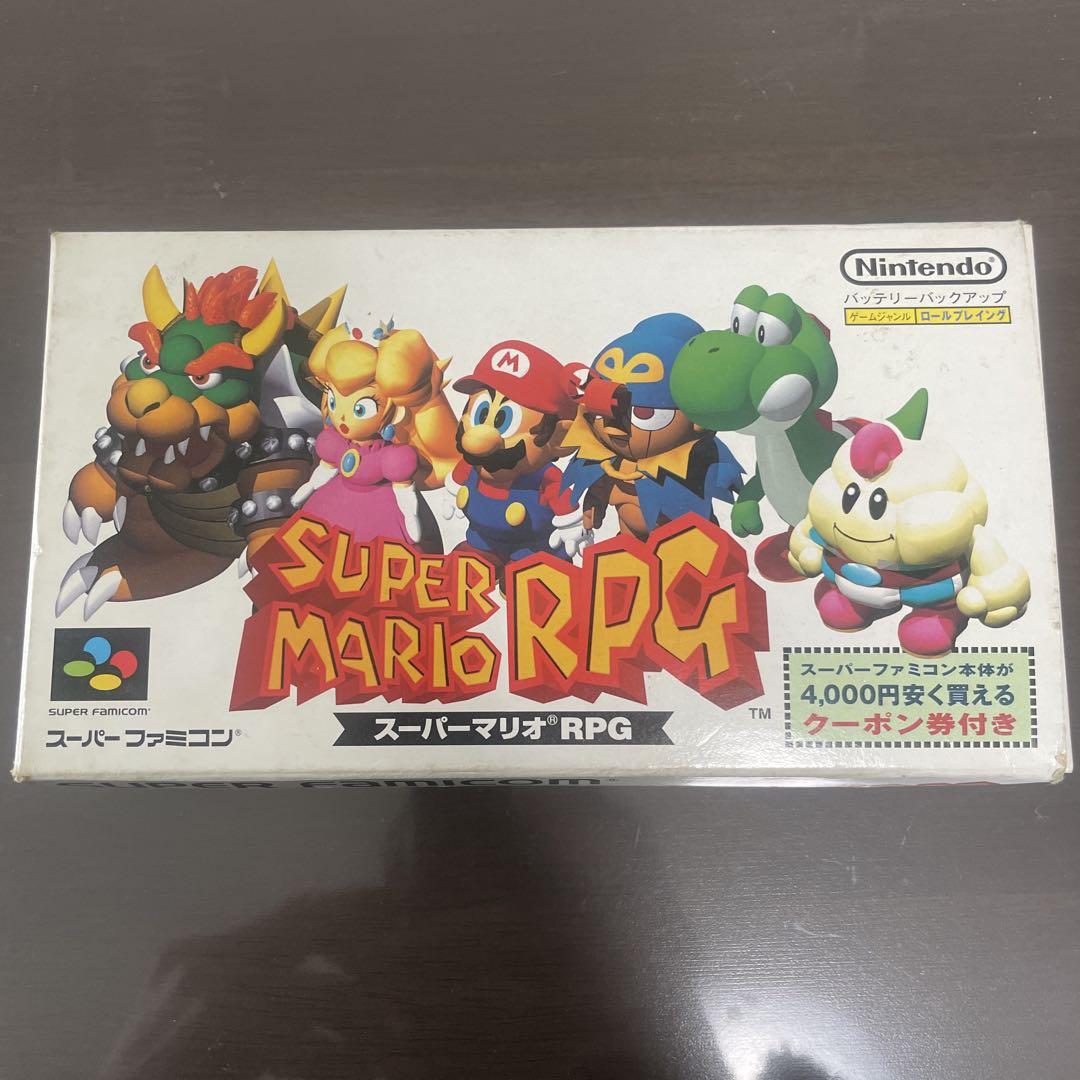 Nintendo®
バッテリーバックアップ
ゲームジャンル ロールプレイング
M
SUPER
MARIO RPG
TM
スーパーマリオ® RPG
SUPER FAMICOM®
スーパーファミコン®
スーパーファミコン本体が
4,000円安く買える
クーポン券付き
SUPER FAMICOM®